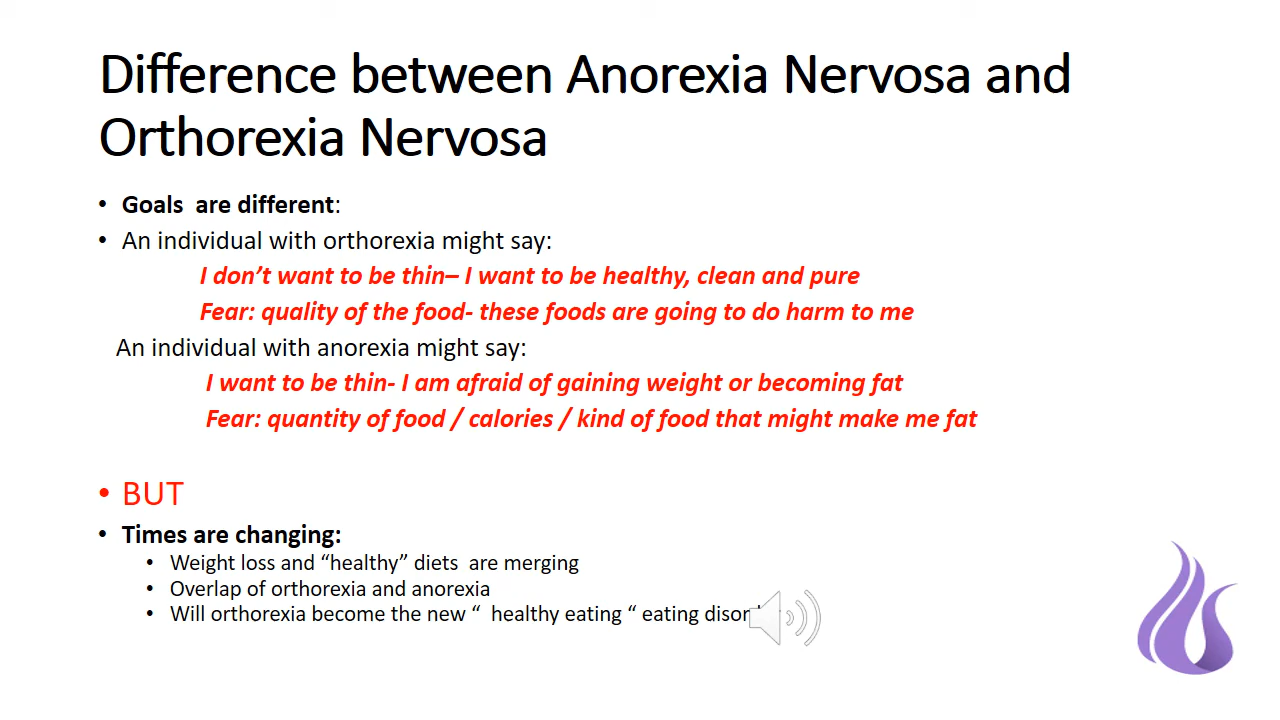 Difference between Anorexia Nervosa and
Orthorexia Nervosa
• Goals  are different:
• An individual with orthorexia might say:
I don’t want to be thin– I want to be healthy, clean and pure
Fear: quality of the food- these foods are going to do harm to me
An individual with anorexia might say:
I want to be thin- I am afraid of gaining weight or becoming fat
Fear: quantity of food / calories / kind of food that might make me fat
• BUT
• Times are changing:
• Weight loss and “healthy” diets  are merging
• Overlap of orthorexia and anorexia
• Will orthorexia become the new “  healthy eating “ eating